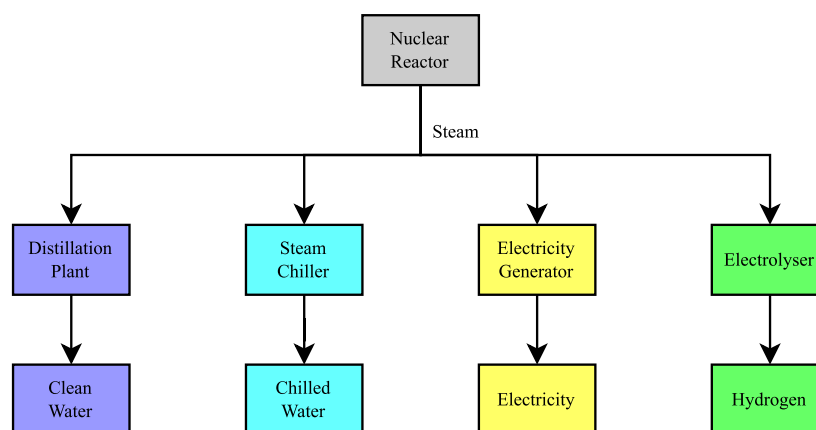 Nuclear
Reactor
Steam
Distillation
Plant
Steam
Chiller
Electricity
Generator
Electrolyser
Clean
Water
Chilled
Water
Electricity
Hydrogen